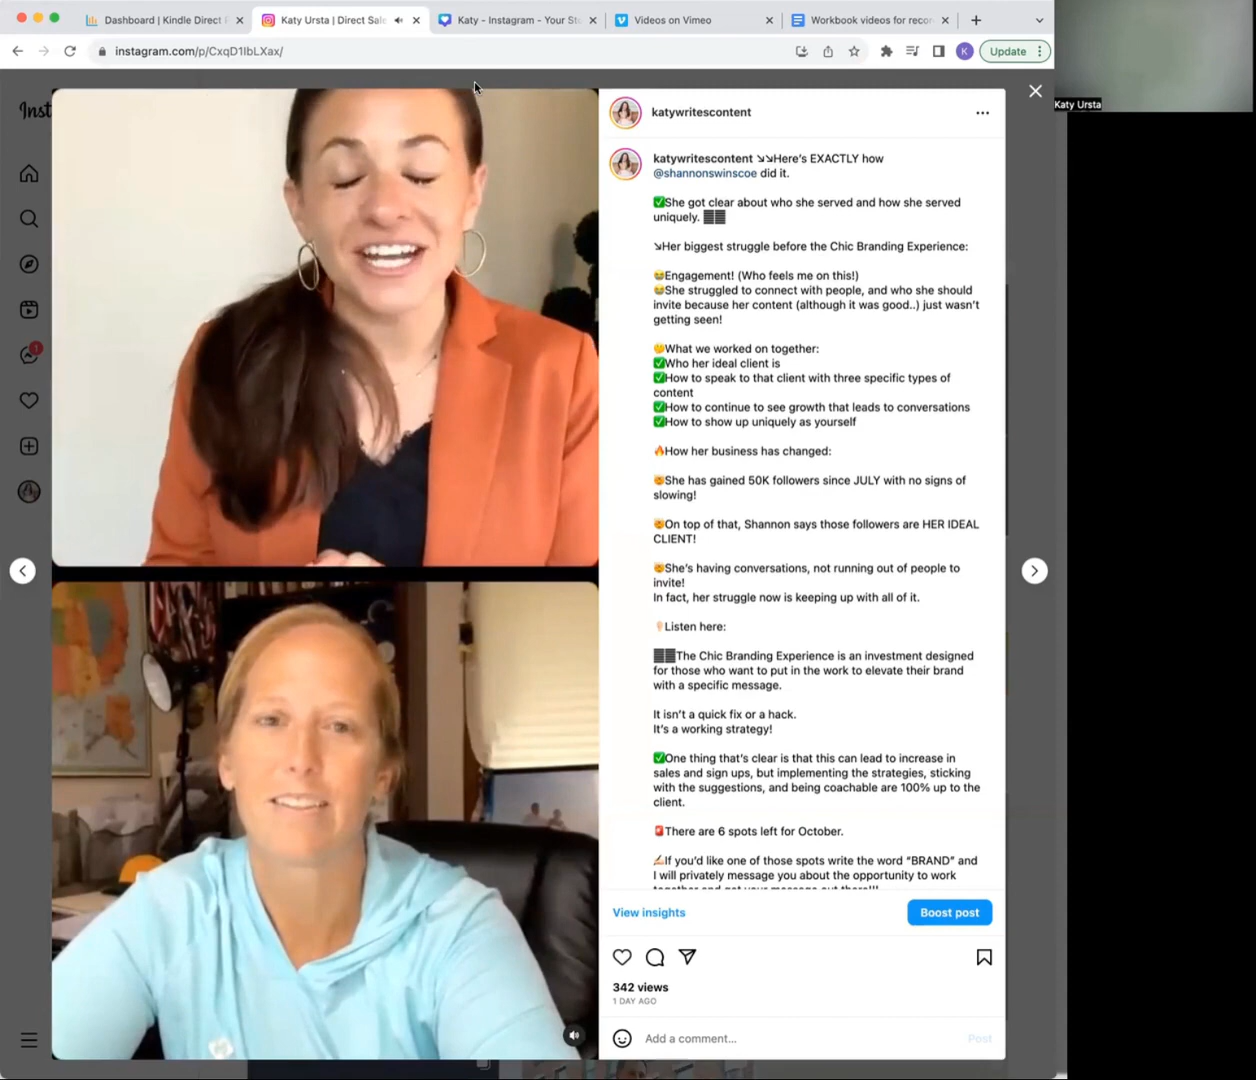 Dashboard | Kindle Direct
Katy Ursta | Direct Sale
Katy - Instagram - Your St
Videos on Vimeo
Workbook videos for recor
instagram.com/p/CxqD1IbLXax/
K
Update
Katy Ursta
Inst
1
katywritescontent
katywritescontent ↘↘Here's EXACTLY how
@shannonswinscoe did it.
✅She got clear about who she served and how she served
uniquely.
↘Her biggest struggle before the Chic Branding Experience:
😭Engagement! (Who feels me on this!)
😭She struggled to connect with people, and who she should
invite because her content (although it was good..) just wasn't
getting seen!
What we worked on together:
✅Who her ideal client is
✅How to speak to that client with three specific types of
content
✅How to continue to see growth that leads to conversations
✅How to show up uniquely as yourself
🔥How her business has changed:
🤯She has gained 50K followers since JULY with no signs of
slowing!
🤯On top of that, Shannon says those followers are HER IDEAL
CLIENT!
🤯She's having conversations, not running out of people to
invite!
In fact, her struggle now is keeping up with all of it.
Listen here:
The Chic Branding Experience is an investment designed
for those who want to put in the work to elevate their brand
with a specific message.
It isn't a quick fix or a hack.
It's a working strategy!
✅One thing that's clear is that this can lead to increase in
sales and sign ups, but implementing the strategies, sticking
with the suggestions, and being coachable are 100% up to the
client.
🚨There are 6 spots left for October.
✍If you'd like one of those spots write the word "BRAND" and
I will privately message you about the opportunity to work
together and get your message out there!!!
View insights
Boost post
342 views
1 DAY AGO
Add a comment...
Post